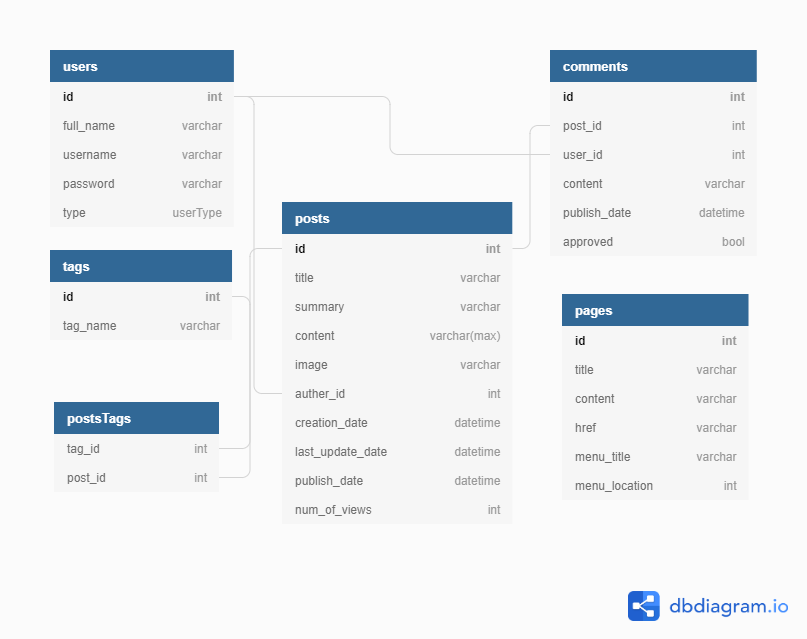 users
id int
full_name varchar
username varchar
password varchar
type userType
tags
id int
tag_name varchar
postsTags
tag_id int
post_id int
posts
id int
title varchar
summary varchar
content varchar(max)
image varchar
auther_id int
creation_date datetime
last_update_date datetime
publish_date datetime
num_of_views int
comments
id int
post_id int
user_id int
content varchar
publish_date datetime
approved bool
pages
id int
title varchar
content varchar
href varchar
menu_title varchar
menu_location int
dbdiagram.io